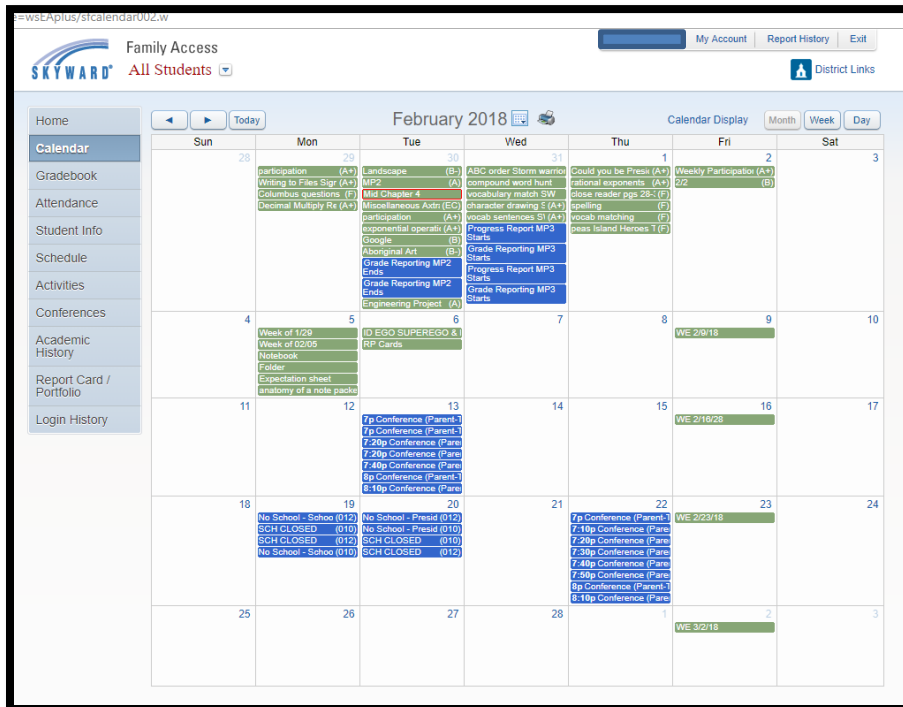 e=wsEAplus/sfcalendar002.w
SKYWARD®
Family Access
All Students
My Account
Report History
Exit
District Links
Home
Calendar
Gradebook
Attendance
Student Info
Schedule
Activities
Conferences
Academic
History
Report Card /
Portfolio
Login History
Today
February 2018
Calendar Display
Month
Week
Day
Sun
Mon
Tue
Wed
Thu
Fri
Sat
28
29
participation (A+)
Writing to Files Sigr (A+)
Columbus questions (F)
Decimal Multiply Re (A+)
30
Landscape (B-)
MP2 (A)
Mid Chapter 4
Miscellaneous Axtra (EC)
participation (A+)
exponential operatic (A+)
Google (B)
Aboriginal Art (B-)
Grade Reporting MP2
Ends
Grade Reporting MP2
Ends
Engineering Project (A)
31
ABC order Storm warrior
compound word hunt
vocabulary match SW
character drawing S (A+)
vocab sentences S\ (A+)
Progress Report MP3
Starts
Grade Reporting MP3
Starts
Progress Report MP3
Starts
Grade Reporting MP3
Starts
1
Could you be Presic (A+)
rational exponents (A+)
close reader pgs 28-: (F)
spelling (F)
vocab matching (F)
peas Island Heroes T (F)
2
Weekly Participation (A+)
2/2 (B)
3
4
5
Week of 1/29
Week of 02/05
Notebook
Folder
Expectation sheet
anatomy of a note packe
6
ID EGO SUPEREGO & I
RP Cards
7
8
9
WE 2/9/18
10
11
12
13
7p Conference (Parent-T
7p Conference (Parent-T
7:20p Conference (Pare
7:20p Conference (Pare
7:40p Conference (Pare
8p Conference (Parent-T
8:10p Conference (Pare
14
15
16
WE 2/16/28
17
18
19
No School - Schoo (012)
SCH CLOSED (010)
SCH CLOSED (012)
No School - Schoo (010)
20
No School - Presid (012)
No School - Presid (010)
SCH CLOSED (010)
SCH CLOSED (012)
21
22
7p Conference (Parent-T
7:10p Conference (Pare
7:20p Conference (Pare
7:30p Conference (Pare
7:40p Conference (Pare
7:50p Conference (Pare
8p Conference (Parent-T
8:10p Conference (Pare
23
WE 2/23/18
24
25
26
27
28
1
2
WE 3/2/18
3